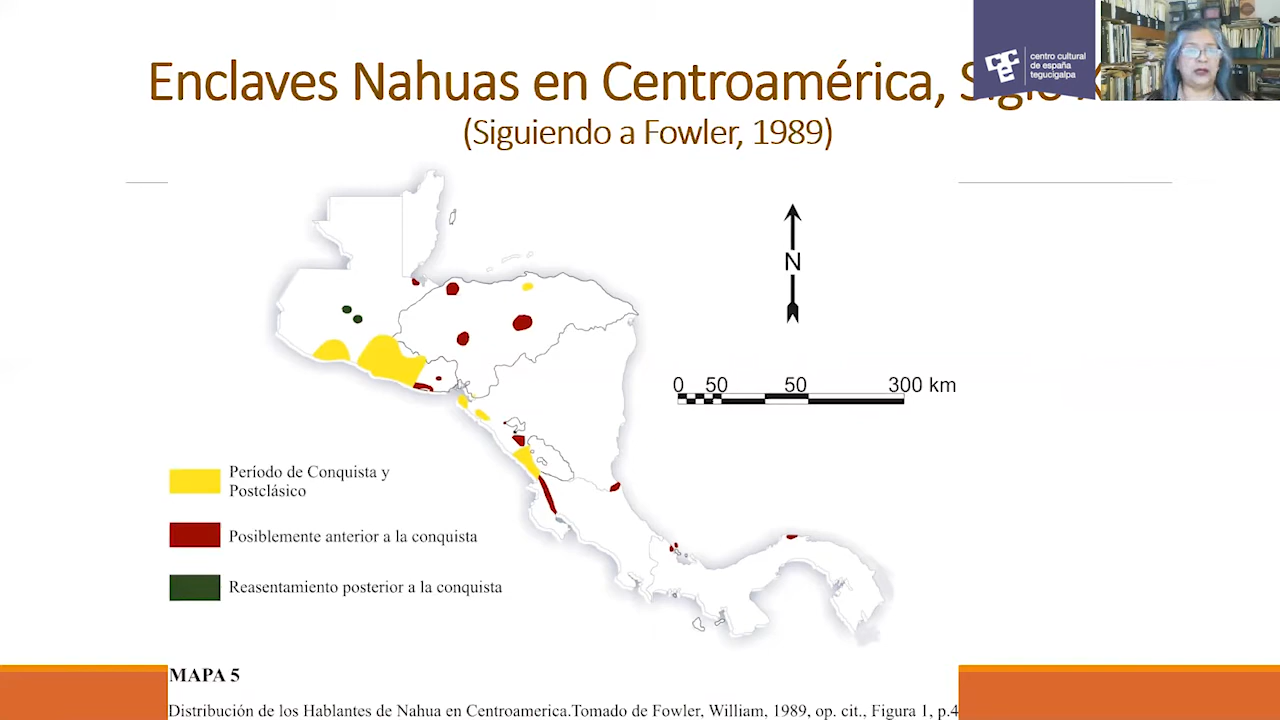 Enclaves Nahuas en Centroamérica,
(Siguiendo a Fowler, 1989)
centro cultural
de españa
tegucigalpa
N
0 50 50 300 km
Período de Conquista y
Postclásico
Posiblemente anterior a la conquista
Reasentamiento posterior a la conquista
MAPA 5
Distribución de los Hablantes de Nahua en Centroamerica.Tomado de Fowler, William, 1989, op. cit., Figura 1, p.4